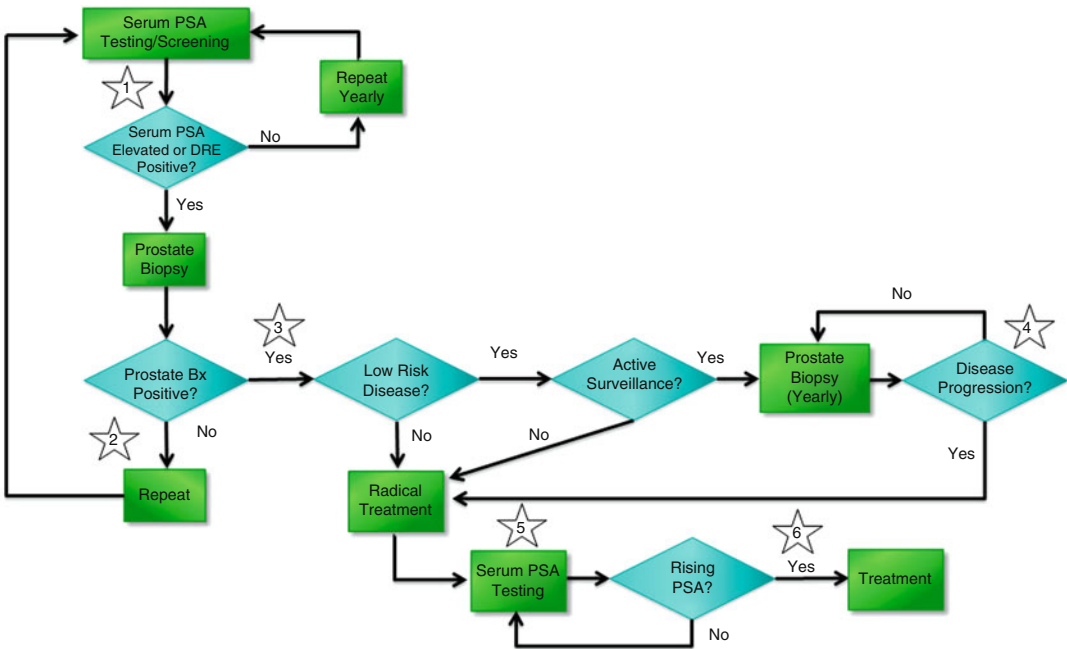 Serum PSA
Testing/Screening
1
Repeat
Yearly
Serum PSA
Elevated or DRE
Positive?
No
Yes
Prostate
Biopsy
Prostate Bx
Positive?
3
Yes
Low Risk
Disease?
Yes
Active
Surveillance?
Yes
Prostate
Biopsy
(Yearly)
No
4
Disease
Progression?
2
No
Repeat
No
No
Yes
Radical
Treatment
5
Serum PSA
Testing
Rising
PSA?
6
Yes
Treatment
No